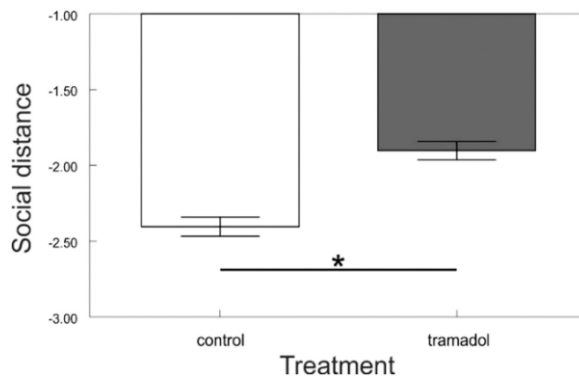 -1.00
-1.50
-2.00
-2.50
-3.00
Social distance
*
control
tramadol
Treatment